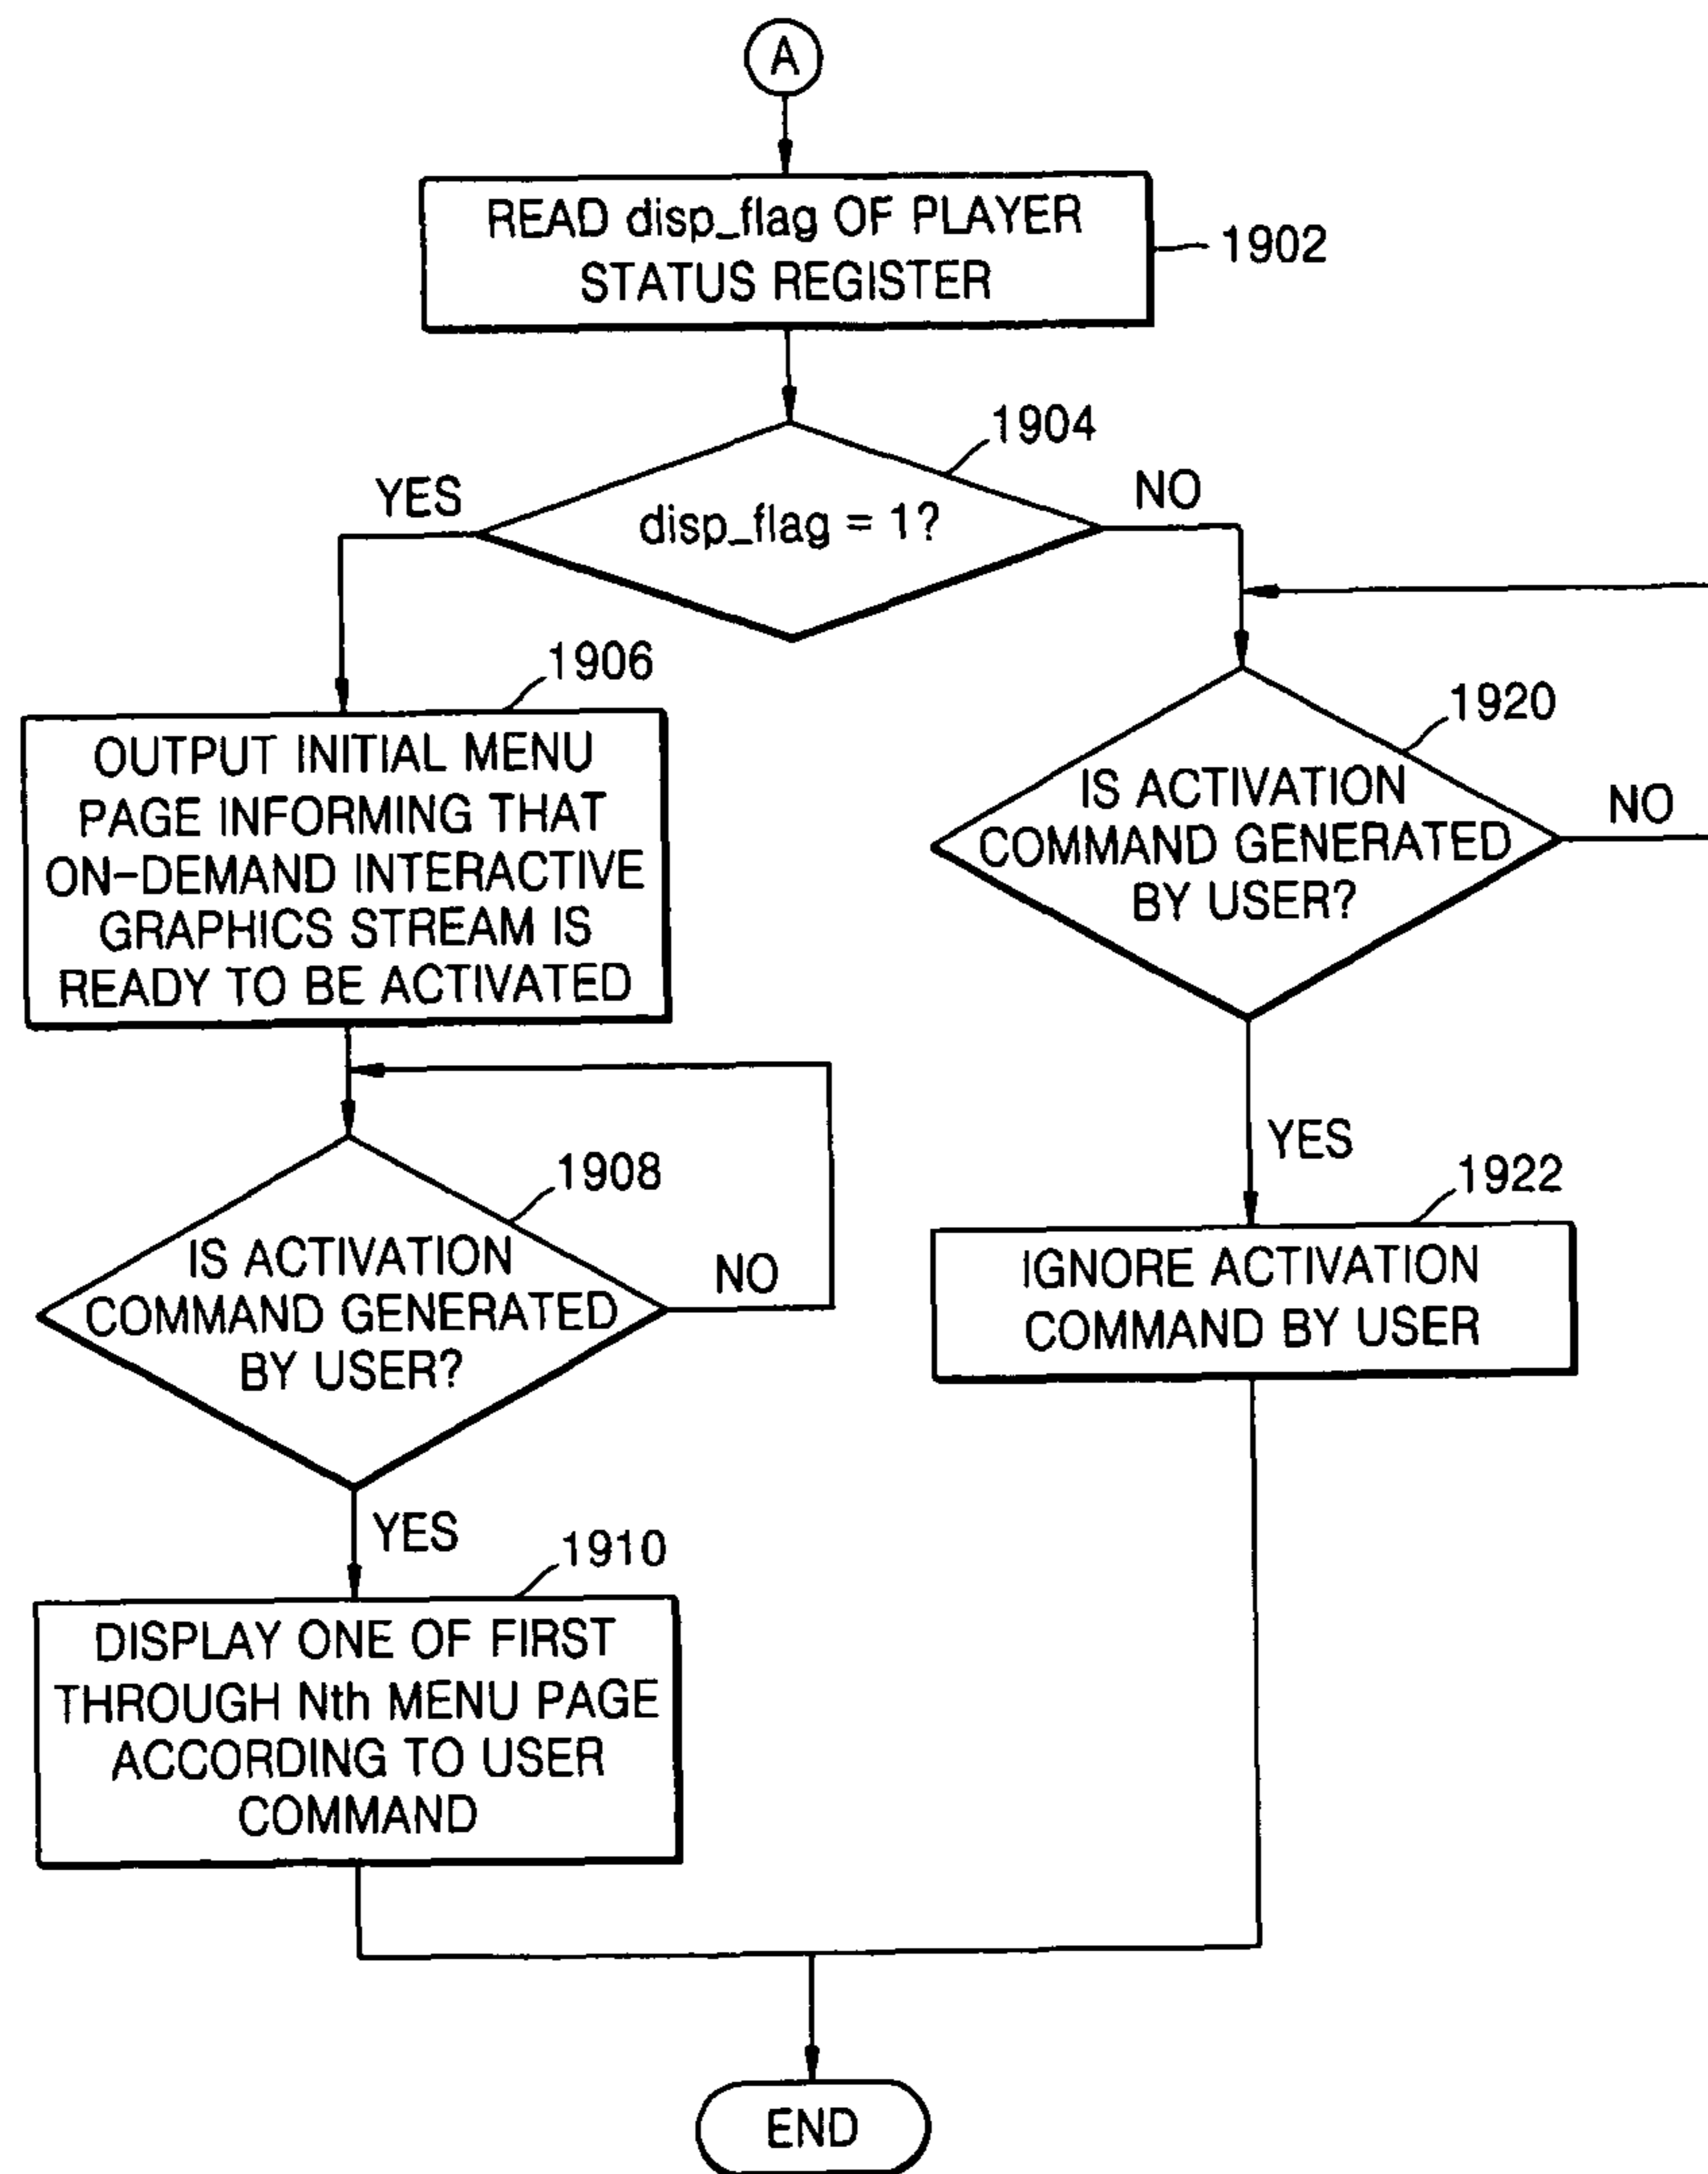 A
READ disp_flag OF PLAYER
STATUS REGISTER
1902
1904
YES
NO
disp_flag = 1?
1906
OUTPUT INITIAL MENU
PAGE INFORMING THAT
ON-DEMAND INTERACTIVE
GRAPHICS STREAM IS
READY TO BE ACTIVATED
1920
IS ACTIVATION
COMMAND GENERATED
BY USER?
NO
1908
IS ACTIVATION
COMMAND GENERATED
BY USER?
NO
YES
1922
IGNORE ACTIVATION
COMMAND BY USER
YES
1910
DISPLAY ONE OF FIRST
THROUGH Nth MENU PAGE
ACCORDING TO USER
COMMAND
END